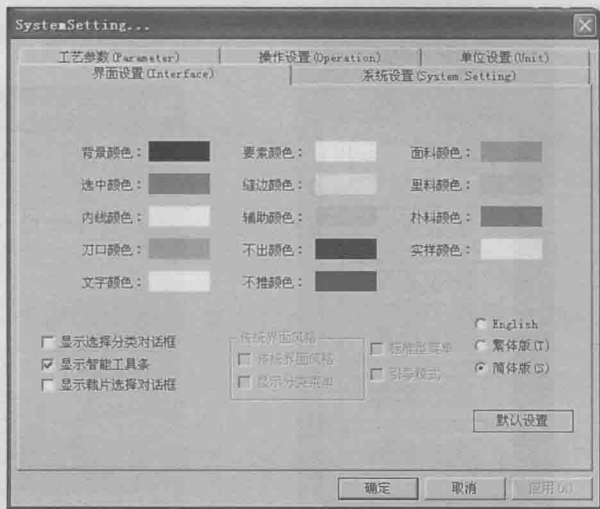 SystemSetting...
工艺参数(Parameter) 操作设置(Operation) 单位设置(Unit)
界面设置(Interface) 系统设置(System Setting)
背景颜色： 要素颜色： 面料颜色：
选中颜色： 缝边颜色： 里料颜色：
内线颜色： 辅助颜色： 朴料颜色：
刃口颜色： 不出颜色： 实样颜色：
文字颜色： 不推颜色：
English
显示选择分类对话框 传统界面风格 繁体版(T)
显示智能工具条 传统界面风格 标准型菜单 简体版(S)
显示裁片选择对话框 显示分类菜单 引导模式
默认设置
确定 取消 应用(A)